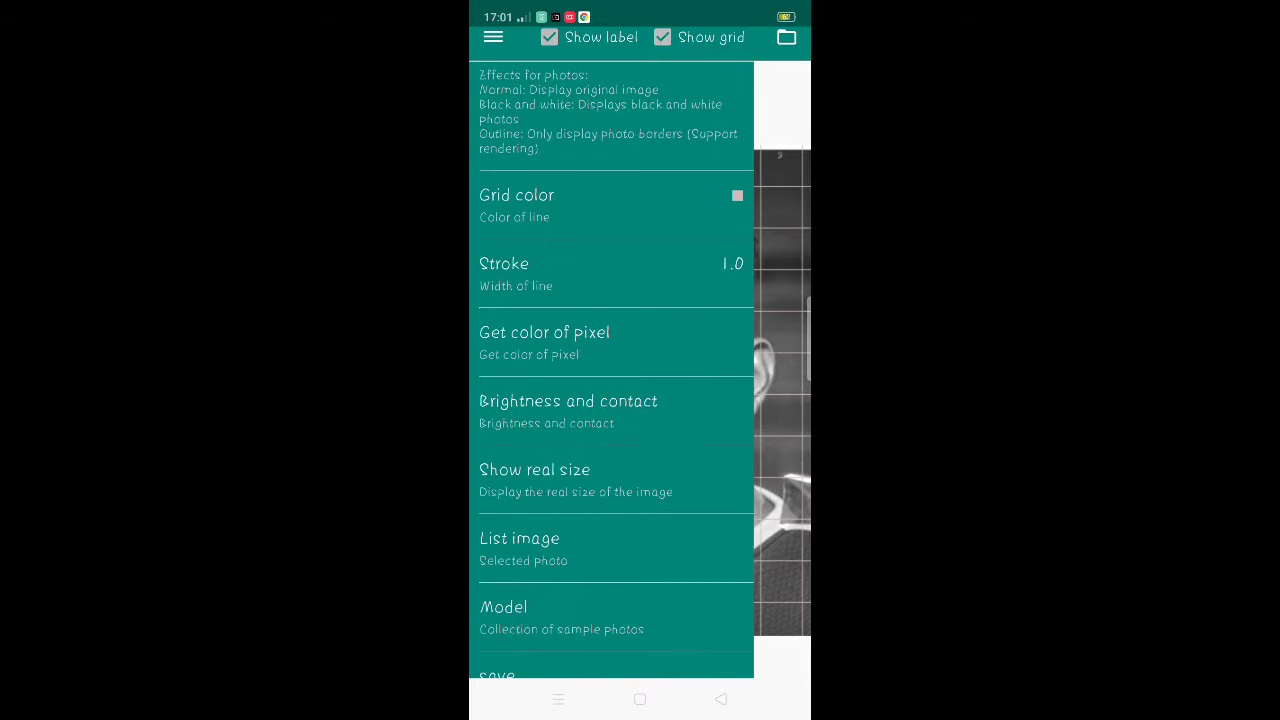 17:01 62
Show label Show grid
Effects for photos:
Normal: Display original image
Black and white: Displays black and white
photos
Outline: Only display photo borders (Support
rendering)
Grid color
Color of line
Stroke 1.0
Width of line
Get color of pixel
Get color of pixel
Brightness and contact
Brightness and contact
Show real size
Display the real size of the image
List image
Selected photo
Model
Collection of sample photos
save